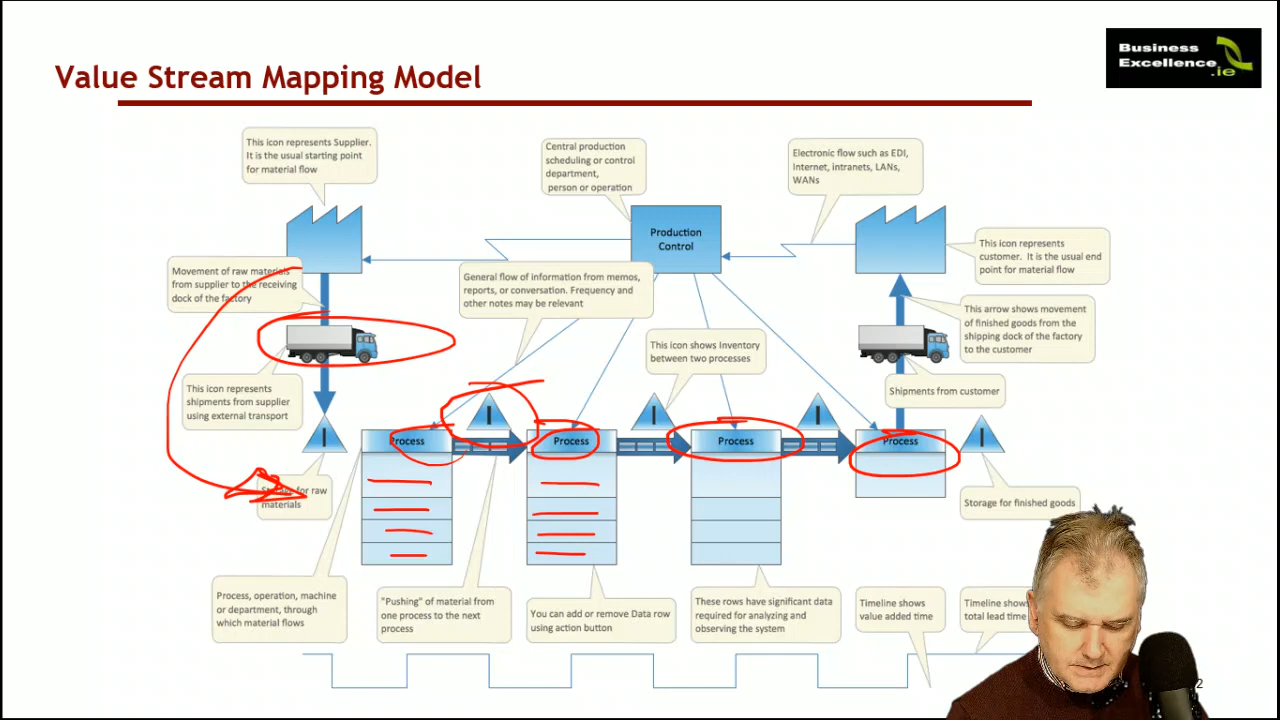 Value Stream Mapping Model
Business
Excellence
.ie
This icon represents Supplier.
It is the usual starting point
for material flow
Central production
scheduling or control
department,
person or operation
Electronic flow such as EDI,
Internet, intranets, LANs,
WANs
Production
Control
This icon represents
customer. It is the usual end
point for material flow
Movement of raw materials
from supplier to the receiving
dock of the factory
General flow of information from memos,
reports, or conversation. Frequency and
other notes may be relevant
This arrow shows movement
of finished goods from the
shipping dock of the factory
to the customer
This icon shows Inventory
between two processes
This icon represents
shipments from supplier
using external transport
Shipments from customer
I
I
I
I
I
Process
Process
Process
Process
for raw
materials
Storage for finished goods
Process, operation, machine
or department, through
which material flows
"Pushing" of material from
one process to the next
process
You can add or remove Data row
using action button
These rows have significant data
required for analyzing and
observing the system
Timeline shows
value added time
Timeline shows
total lead time
2